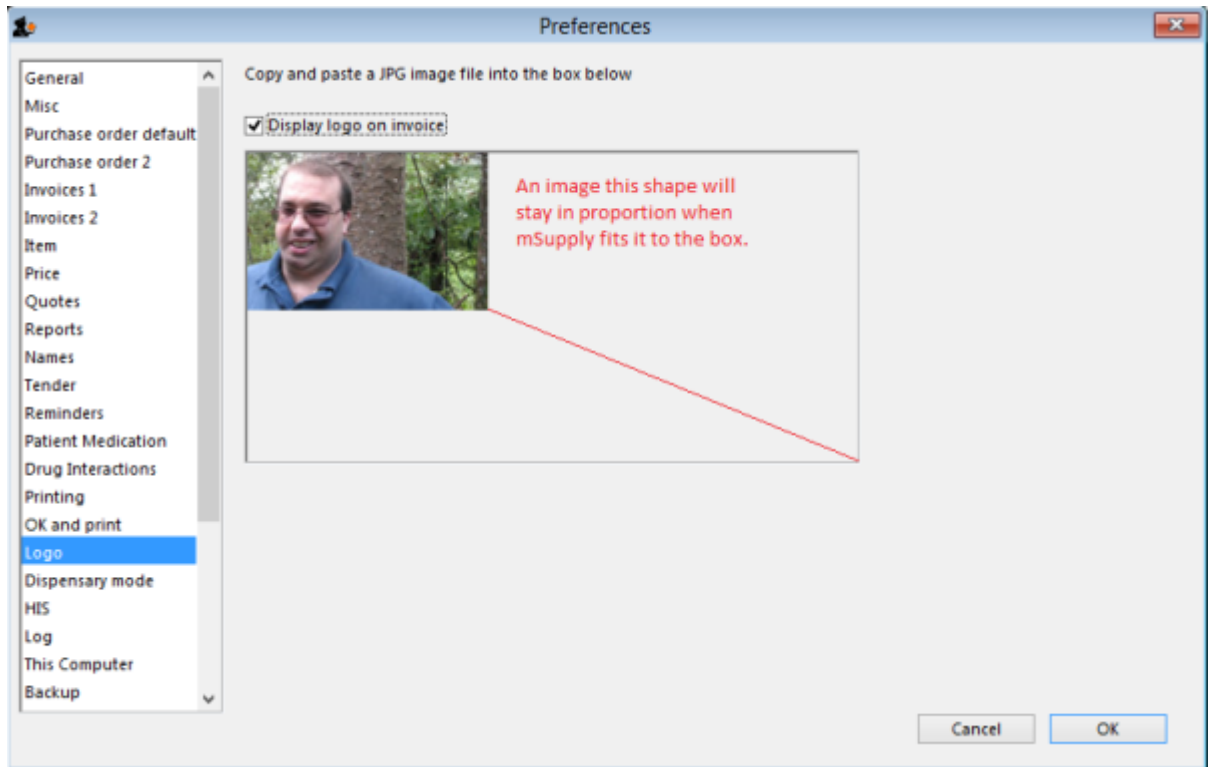 Preferences
General
Misc
Purchase order default
Purchase order 2
Invoices 1
Invoices 2
Item
Price
Quotes
Reports
Names
Tender
Reminders
Patient Medication
Drug Interactions
Printing
OK and print
Logo
Dispensary mode
HIS
Log
This Computer
Backup
Copy and paste a JPG image file into the box below
Display logo on invoice
An image this shape will
stay in proportion when
mSupply fits it to the box.
Cancel
OK